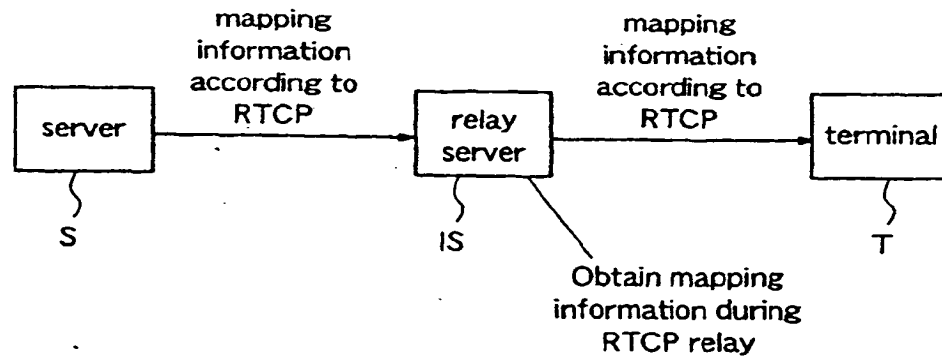 mapping
information
according to
RTCP
mapping
information
according to
RTCP
server
relay
server
terminal
S
IS
T
Obtain mapping
information during
RTCP relay